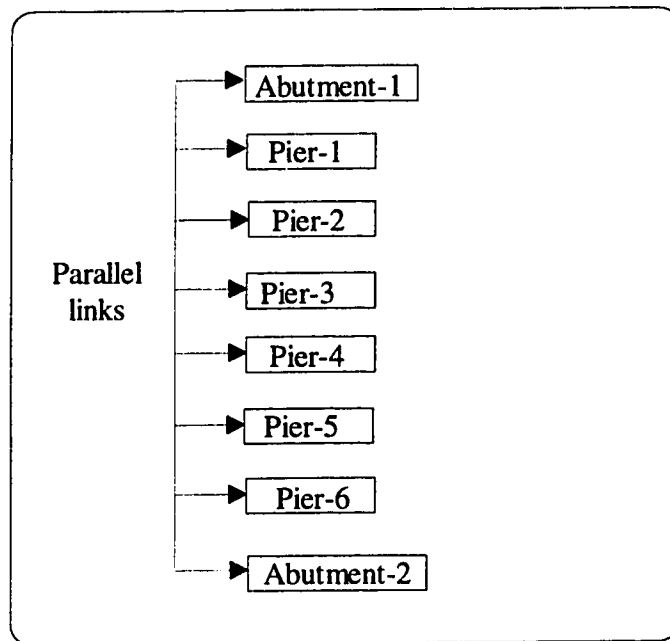 Abutment-1
Pier-1
Pier-2
Parallel
links
Pier-3
Pier-4
Pier-5
Pier-6
Abutment-2